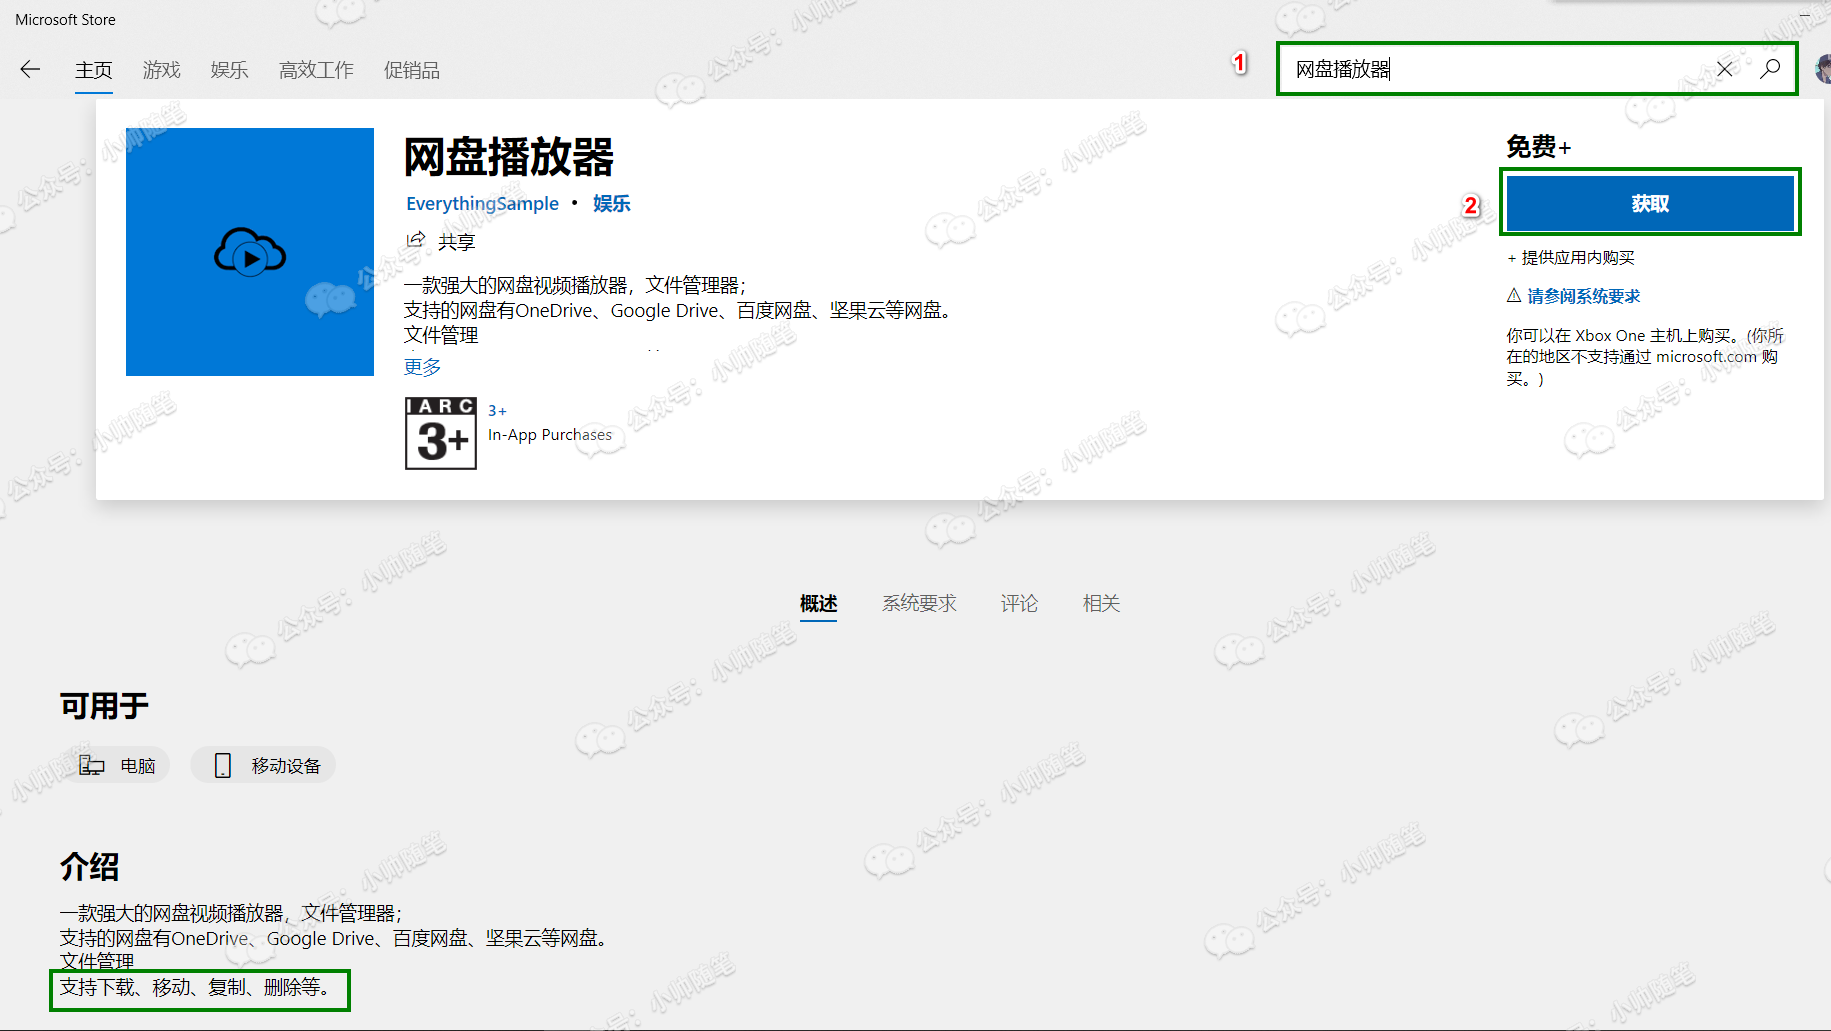 Microsoft Store
主页 游戏 娱乐 高效工作 促销品
1
网盘播放器
网盘播放器
EverythingSample • 娱乐
共享
一款强大的网盘视频播放器，文件管理器；
支持的网盘有OneDrive、Google Drive、百度网盘、坚果云等网盘。
文件管理
更多
IARC
3+
3+
In-App Purchases
免费+
2
获取
+ 提供应用内购买
请参阅系统要求
你可以在 Xbox One 主机上购买。(你所
在的地区不支持通过 microsoft.com 购
买。)
概述 系统要求 评论 相关
可用于
电脑 移动设备
介绍
一款强大的网盘视频播放器，文件管理器；
支持的网盘有OneDrive、Google Drive、百度网盘、坚果云等网盘。
文件管理
支持下载、移动、复制、删除等。
公众号：小帅随笔